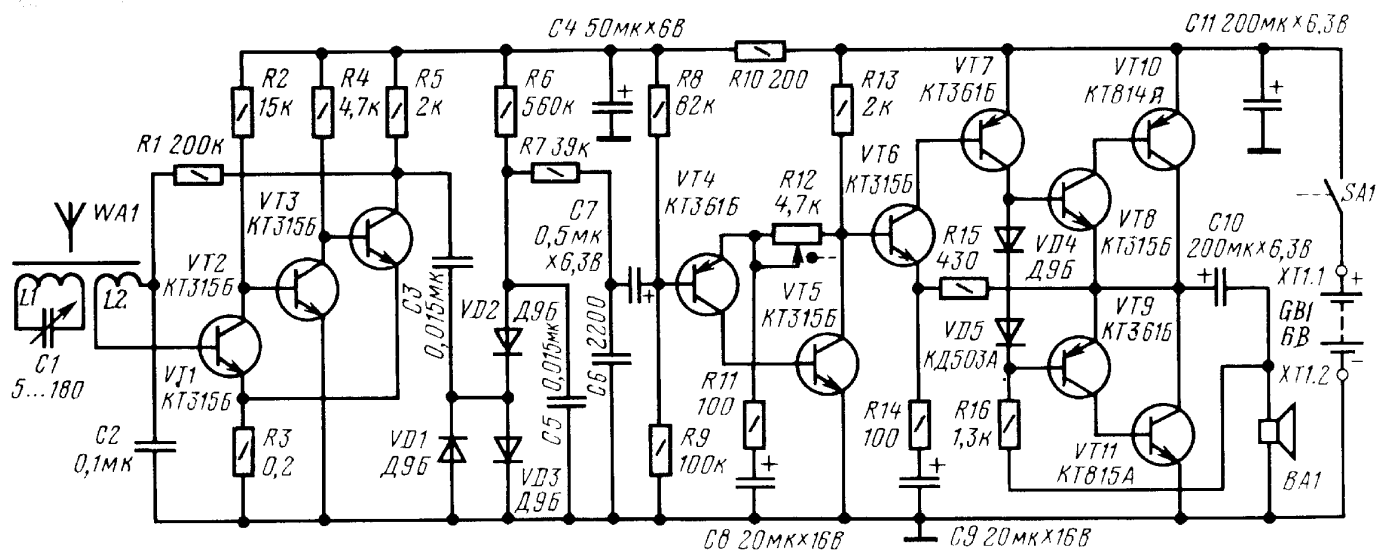 C4 50мк×6В
C11 200мк×6,3В
R2
15к
R4
4,7к
R5
2к
R6
560к
+
R8
82к
R10 200
R13
2к
VT7
КТ361Б
VT10
КТ814Я
+
R1 200к
R7 39к
WA1
VT3
КТ315Б
C7
0,5мк
×6,3В
VT4
КТ361Б
R12
4,7к
VT6
КТ315Б
SA1
VT2
КТ315Б
R15
430
VD4
Д9Б
VT8
КТ315Б
C10
200мк×6,3В
L1
L2
C3
0,015мк
VD2
Д9Б
+
VT5
КТ315Б
+
XT1.1
+
C1
5...180
VT1
КТ315Б
C5
0,015мк
C6
2200
VD5
КД503А
VT9
КТ361Б
GB1
6В
−
XT1.2
R11
100
C2
0,1мк
R3
0,2
VD1
Д9Б
VD3
Д9Б
R9
100к
+
R14
100
+
R16
1,3к
VT11
КТ815А
BA1
C8 20мк×16В
C9 20мк×16В